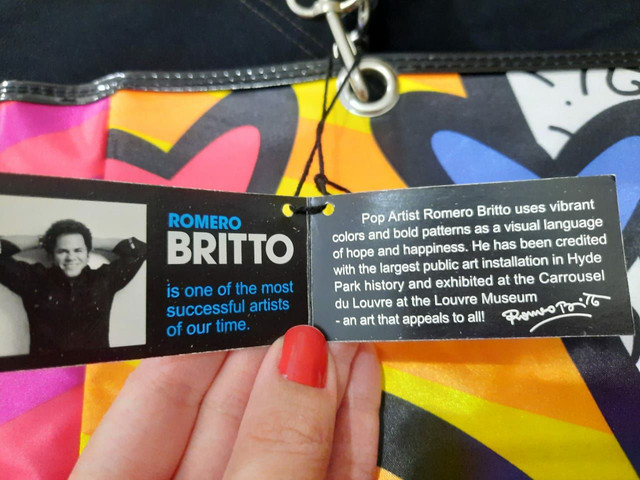 ROMERO
BRITTO
is one of the most
successful artists
of our time.
Pop Artist Romero Britto uses vibrant
colors and bold patterns as a visual language
of hope and happiness. He has been credited
with the largest public art installation in Hyde
Park history and exhibited at the Carrousel
du Louvre at the Louvre Museum
- an art that appeals to all!
Romero Britto